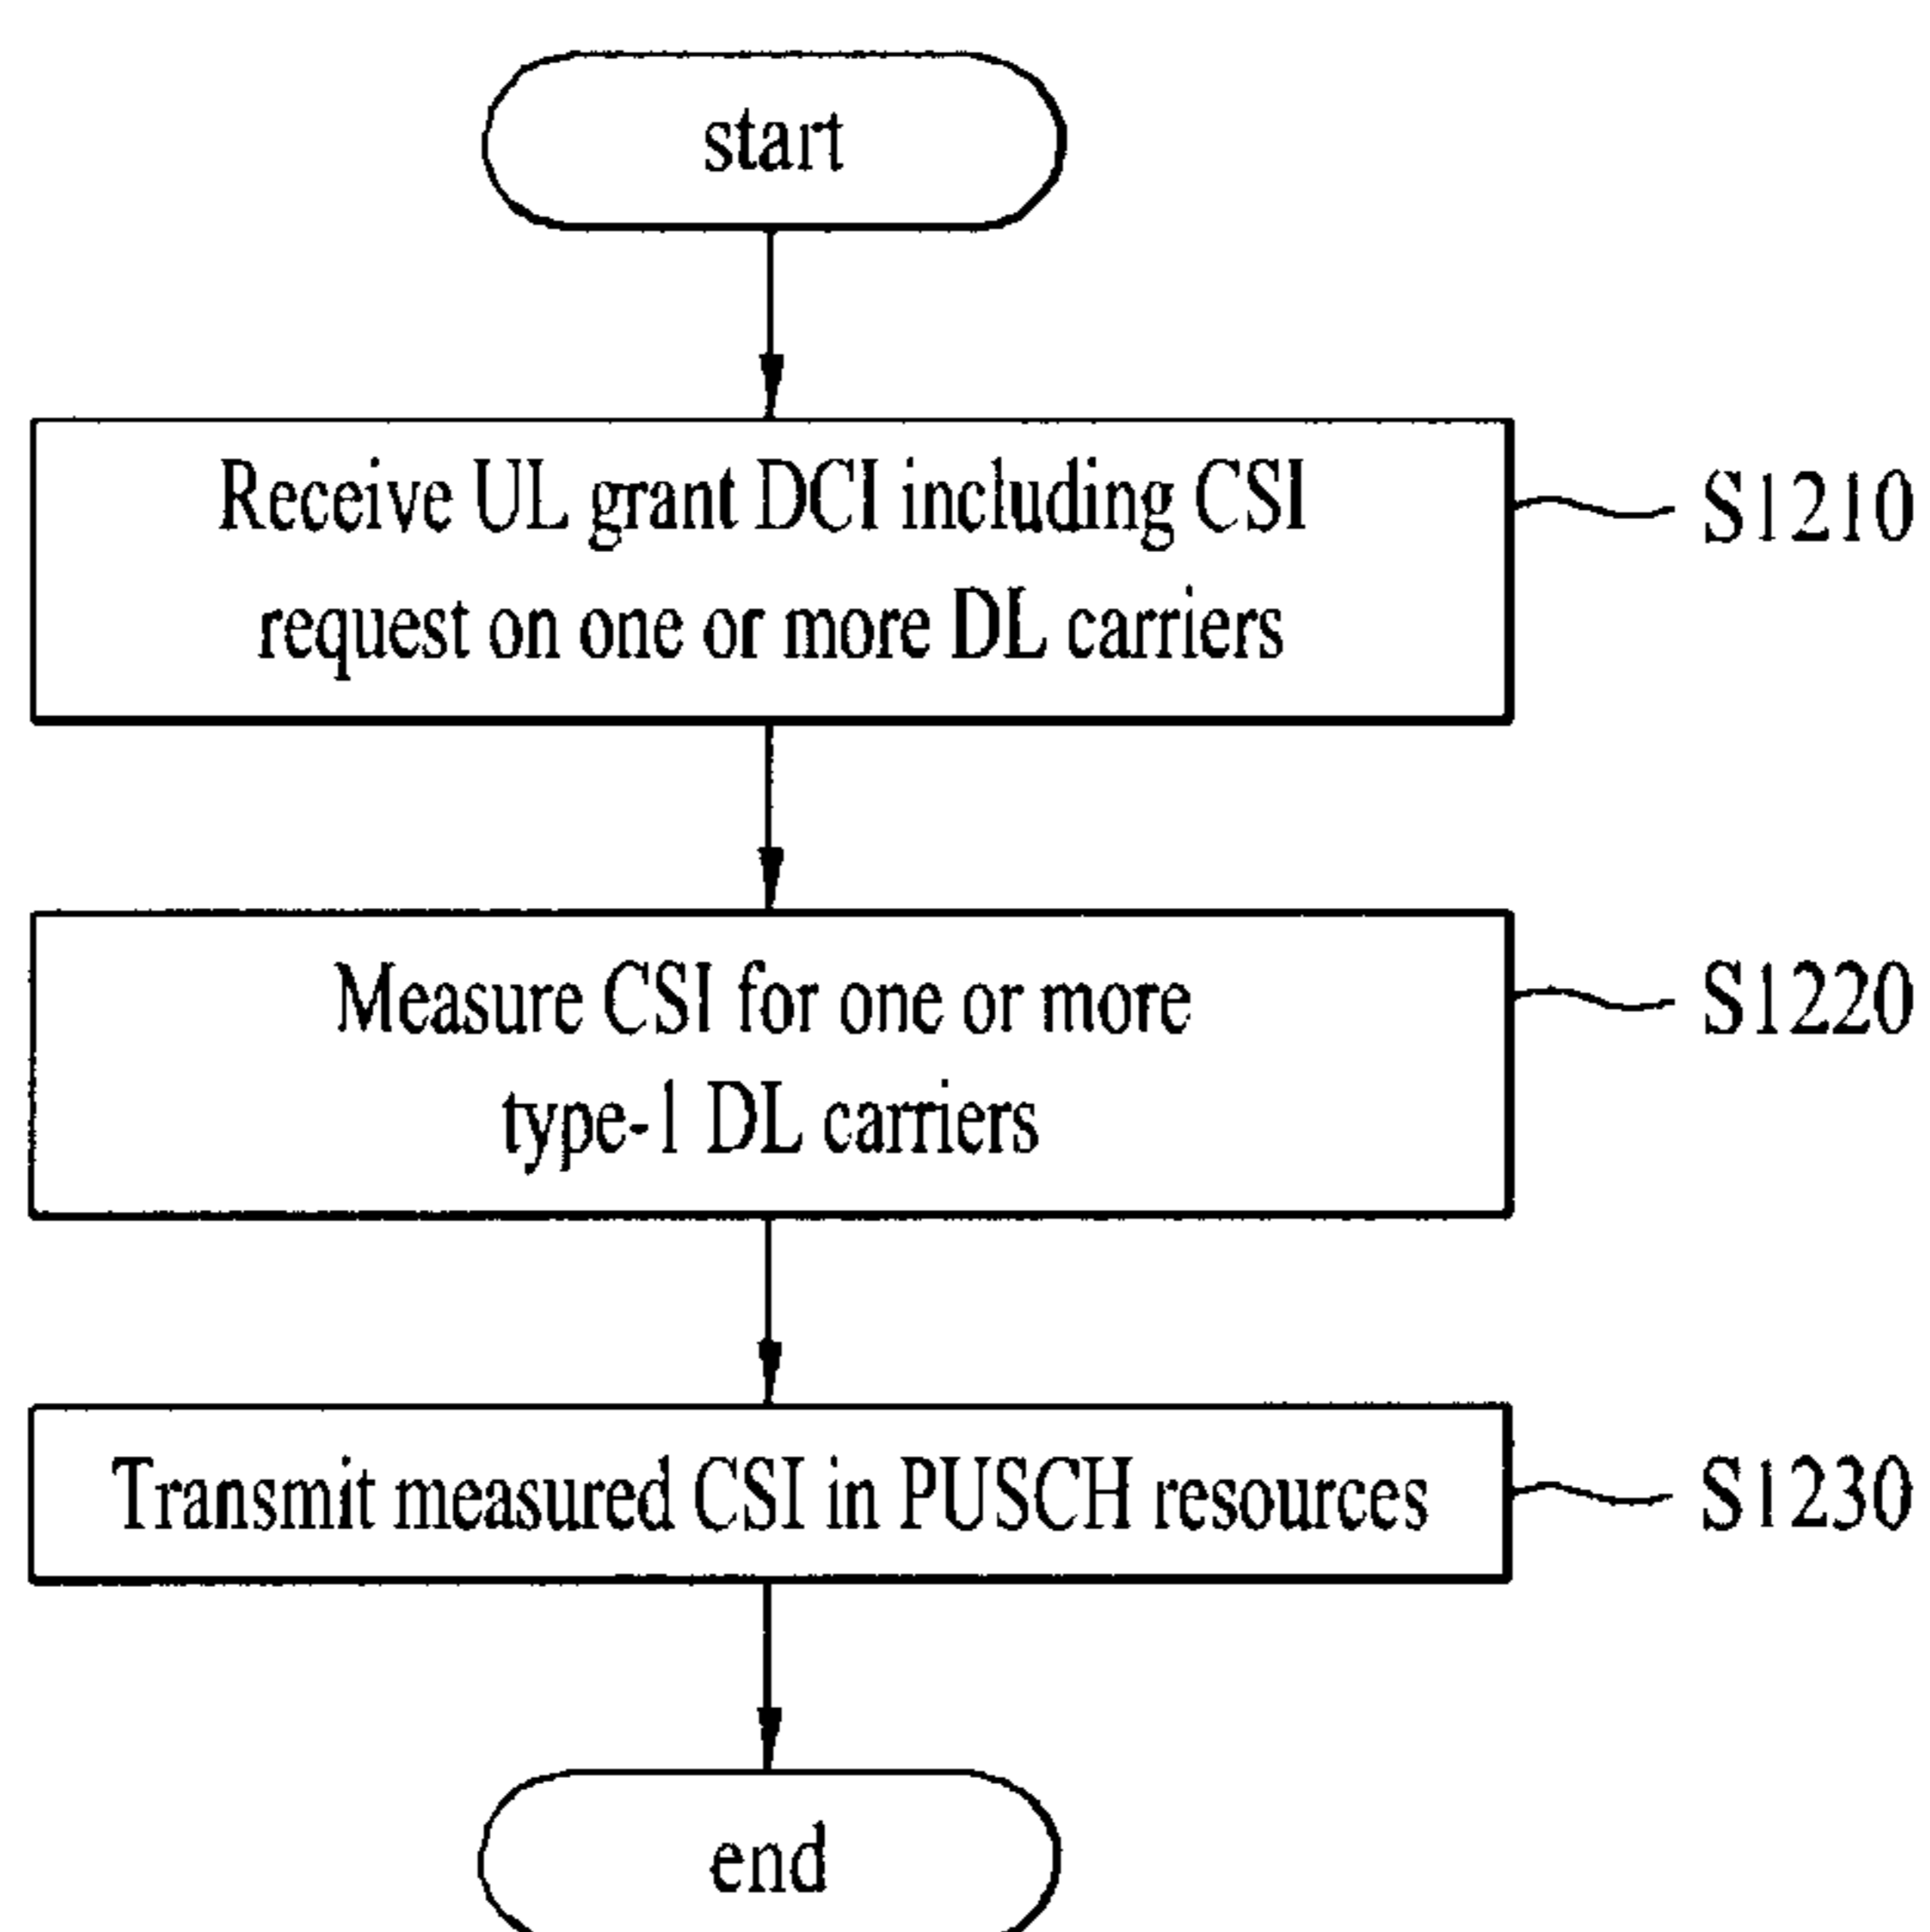 start
Receive UL grant DCI including CSI
request on one or more DL carriers
S1210
Measure CSI for one or more
type-1 DL carriers
S1220
Transmit measured CSI in PUSCH resources
S1230
end